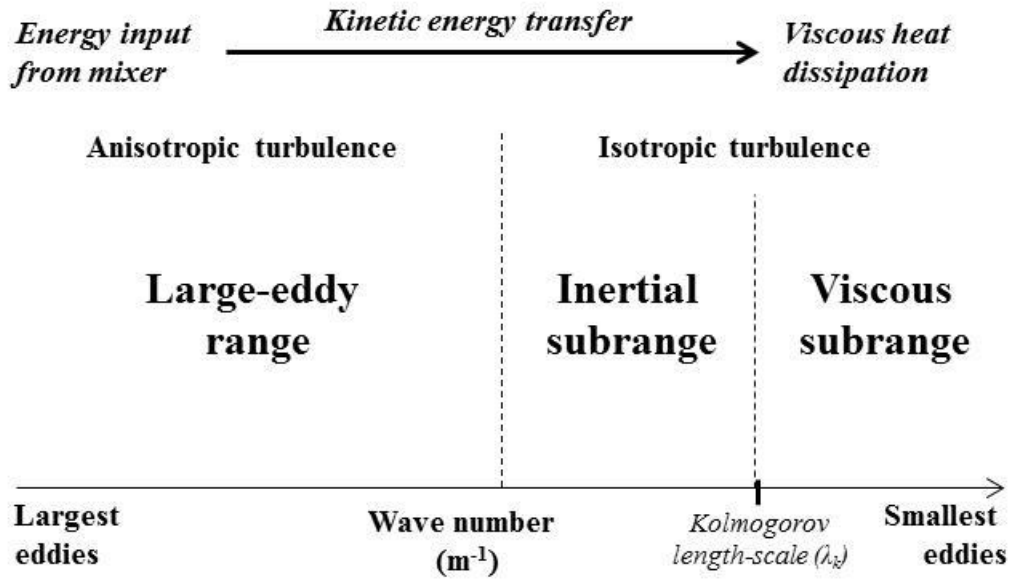 Energy input
from mixer
Kinetic energy transfer
Viscous heat
dissipation
Anisotropic turbulence
Isotropic turbulence
Large-eddy
range
Inertial
subrange
Viscous
subrange
Largest
eddies
Wave number
(m⁻¹)
Kolmogorov
length-scale (λₖ)
Smallest
eddies